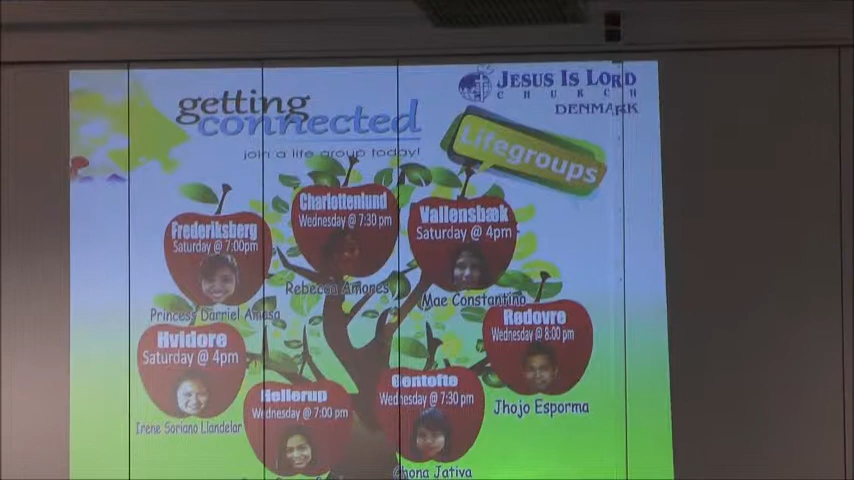 getting
connected
join a life group today!
JESUS IS LORD
CHURCH
DENMARK
Lifegroups
Frederiksberg
Saturday @ 7:00pm
Princess Darriel Amasa
Charlottenlund
Wednesday @ 7:30 pm
Rebecca Amores
Vallensbæk
Saturday @ 4pm
Mae Constantino
Hvidore
Saturday @ 4pm
Irene Soriano Llandelar
Hellerup
Wednesday @ 7:00 pm
Gentofte
Wednesday @ 7:30 pm
Chona Jativa
Rødovre
Wednesday @ 8:00 pm
Jhojo Esporma